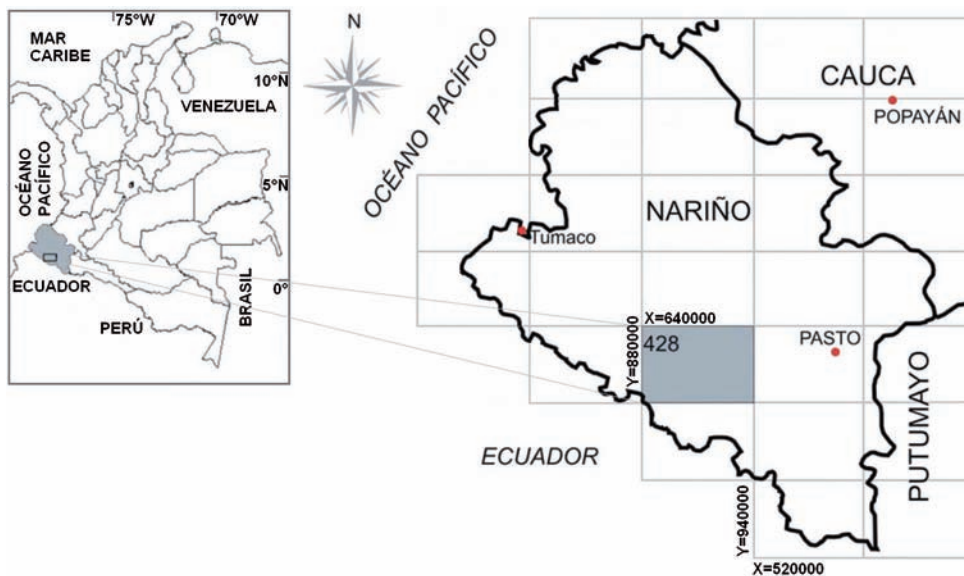 75°W
70°W
MAR
CARIBE
10°N
VENEZUELA
OCÉANO
PACÍFICO
5°N
ECUADOR
0°
BRASIL
PERÚ
N
OCÉANO PACÍFICO
CAUCA
POPAYÁN
NARIÑO
Tumaco
X=640000
Y=880000
428
PASTO
PUTUMAYO
ECUADOR
Y=940000
X=520000